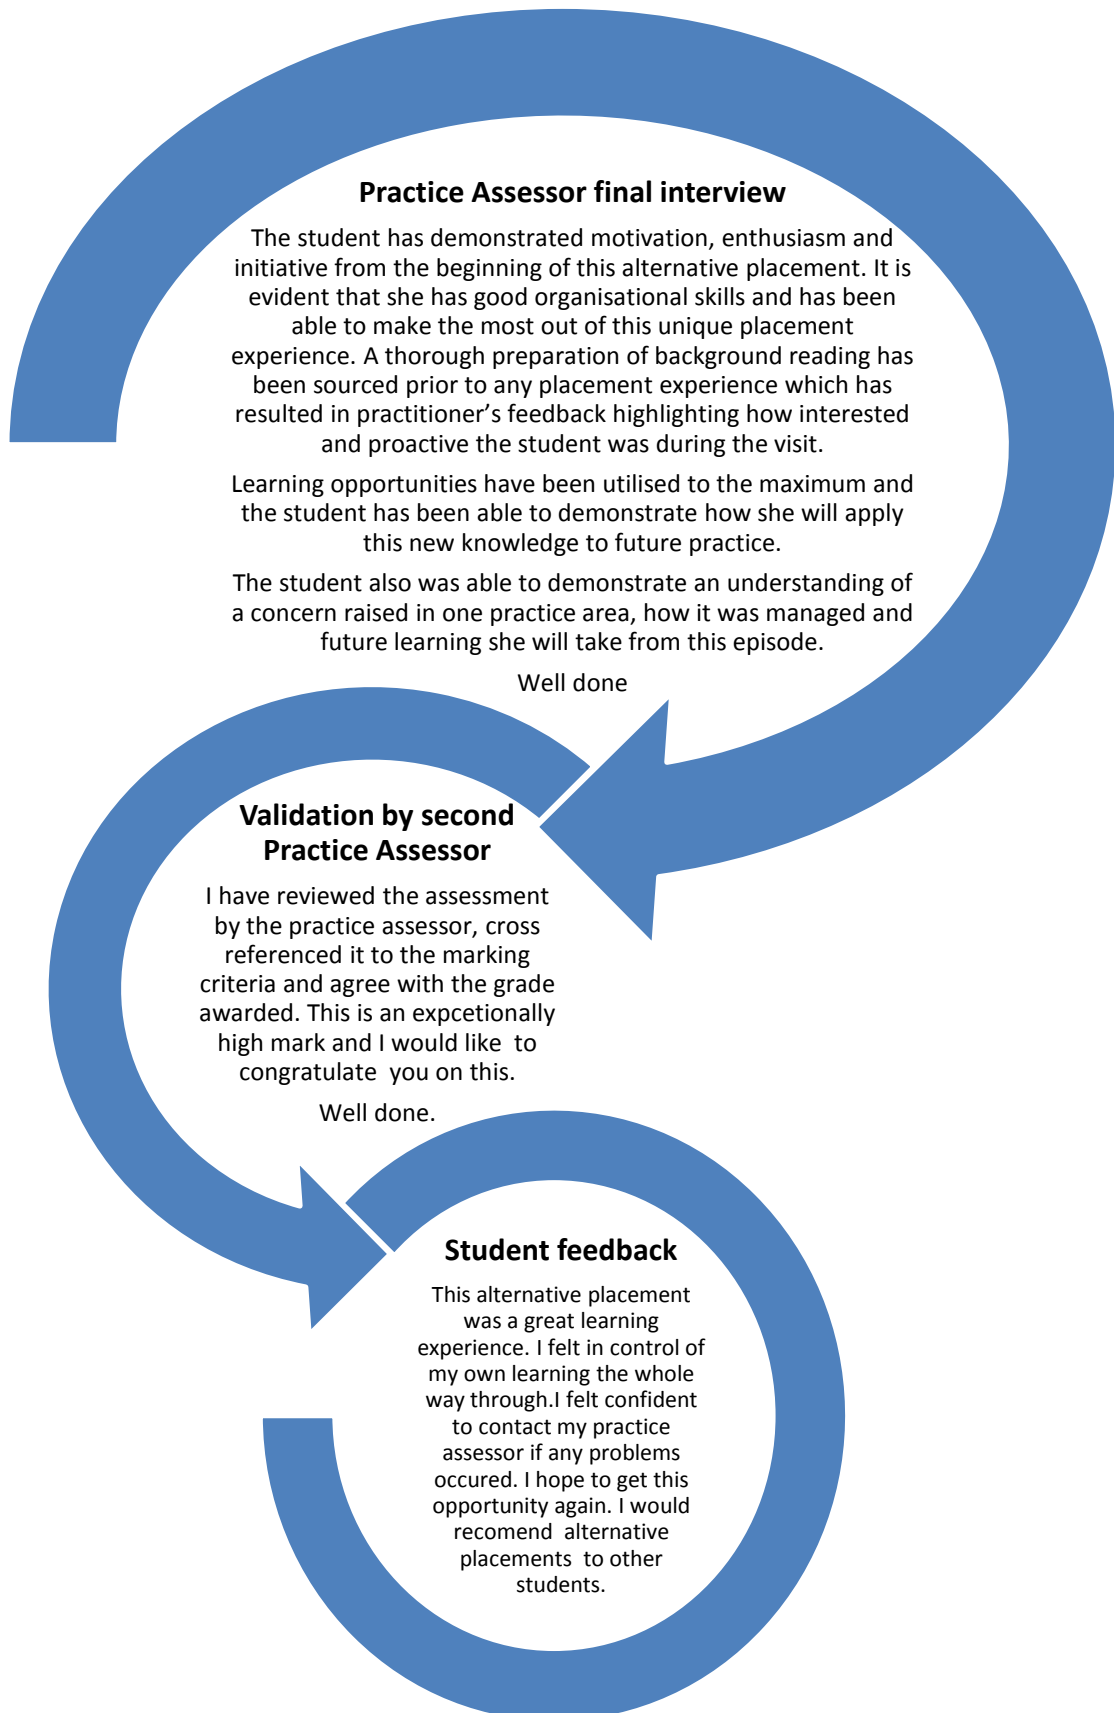 Practice Assessor final interview
The student has demonstrated motivation, enthusiasm and
initiative from the beginning of this alternative placement. It is
evident that she has good organisational skills and has been
able to make the most out of this unique placement
experience. A thorough preparation of background reading has
been sourced prior to any placement experience which has
resulted in practitioner’s feedback highlighting how interested
and proactive the student was during the visit.
Learning opportunities have been utilised to the maximum and
the student has been able to demonstrate how she will apply
this new knowledge to future practice.
The student also was able to demonstrate an understanding of
a concern raised in one practice area, how it was managed and
future learning she will take from this episode.
Well done
Validation by second
Practice Assessor
I have reviewed the assessment
by the practice assessor, cross
referenced it to the marking
criteria and agree with the grade
awarded. This is an expcetionally
high mark and I would like  to
congratulate  you on this.
Well done.
Student feedback
This alternative placement
was a great learning
experience. I felt in control of
my own learning the whole
way through.I felt confident
to contact my practice
assessor if any problems
occured. I hope to get this
opportunity again. I would
recomend  alternative
placements  to other
students.